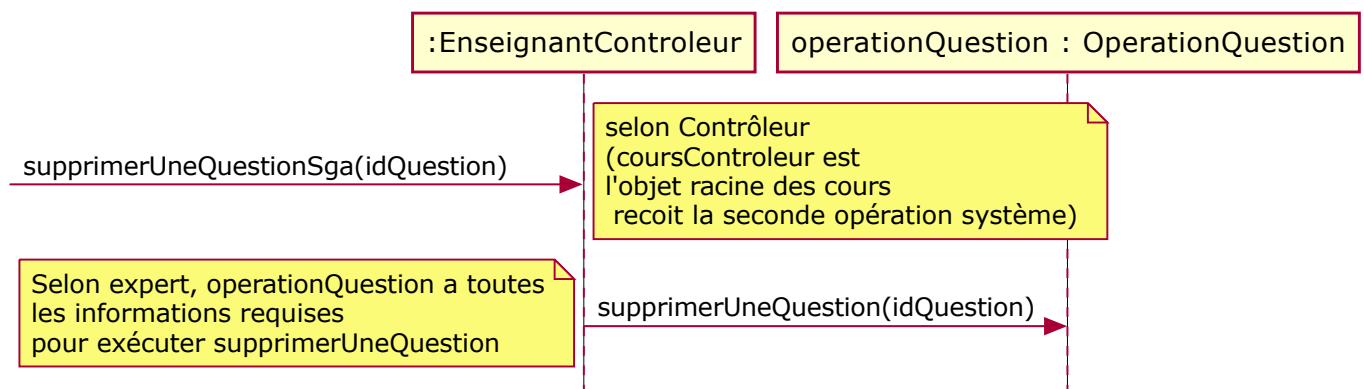 :EnseignantControleur
operationQuestion : OperationQuestion
selon Contrôleur
(coursControleur est
l'objet racine des cours
recoit la seconde opération système)
supprimerUneQuestionSga(idQuestion)
Selon expert, operationQuestion a toutes
les informations requises
pour exécuter supprimerUneQuestion
supprimerUneQuestion(idQuestion)